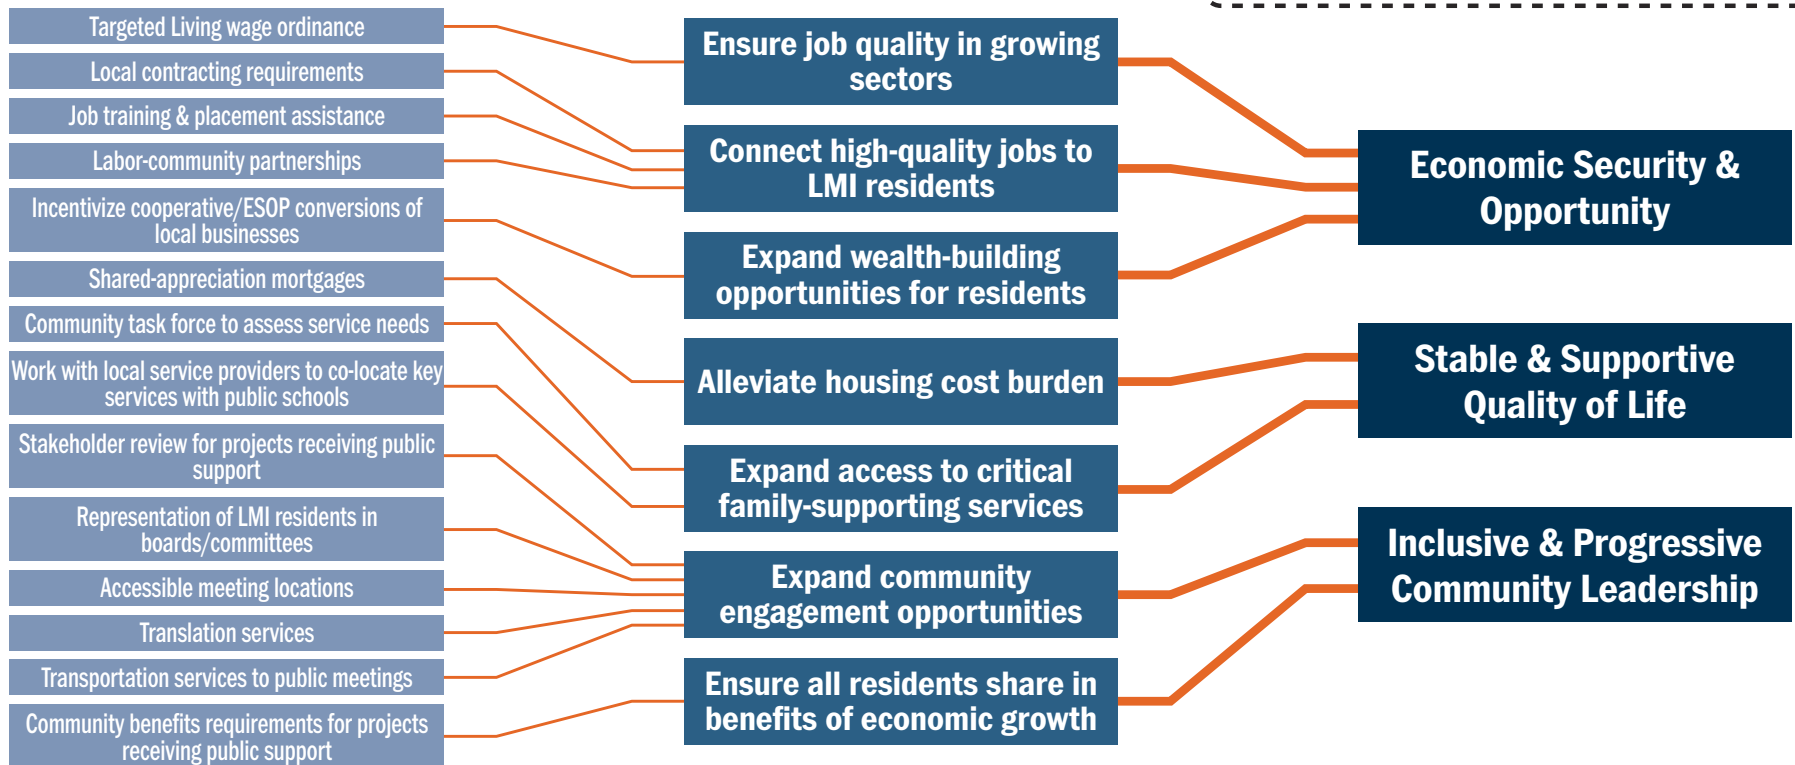 Targeted Living wage ordinance
Local contracting requirements
Job training & placement assistance
Labor-community partnerships
Incentivize cooperative/ESOP conversions of
local businesses
Shared-appreciation mortgages
Community task force to assess service needs
Work with local service providers to co-locate key
services with public schools
Stakeholder review for projects receiving public
support
Representation of LMI residents in
boards/committees
Accessible meeting locations
Translation services
Transportation services to public meetings
Community benefits requirements for projects
receiving public support
Ensure job quality in growing
sectors
Connect high-quality jobs to
LMI residents
Expand wealth-building
opportunities for residents
Alleviate housing cost burden
Expand access to critical
family-supporting services
Expand community
engagement opportunities
Ensure all residents share in
benefits of economic growth
Economic Security &
Opportunity
Stable & Supportive
Quality of Life
Inclusive & Progressive
Community Leadership